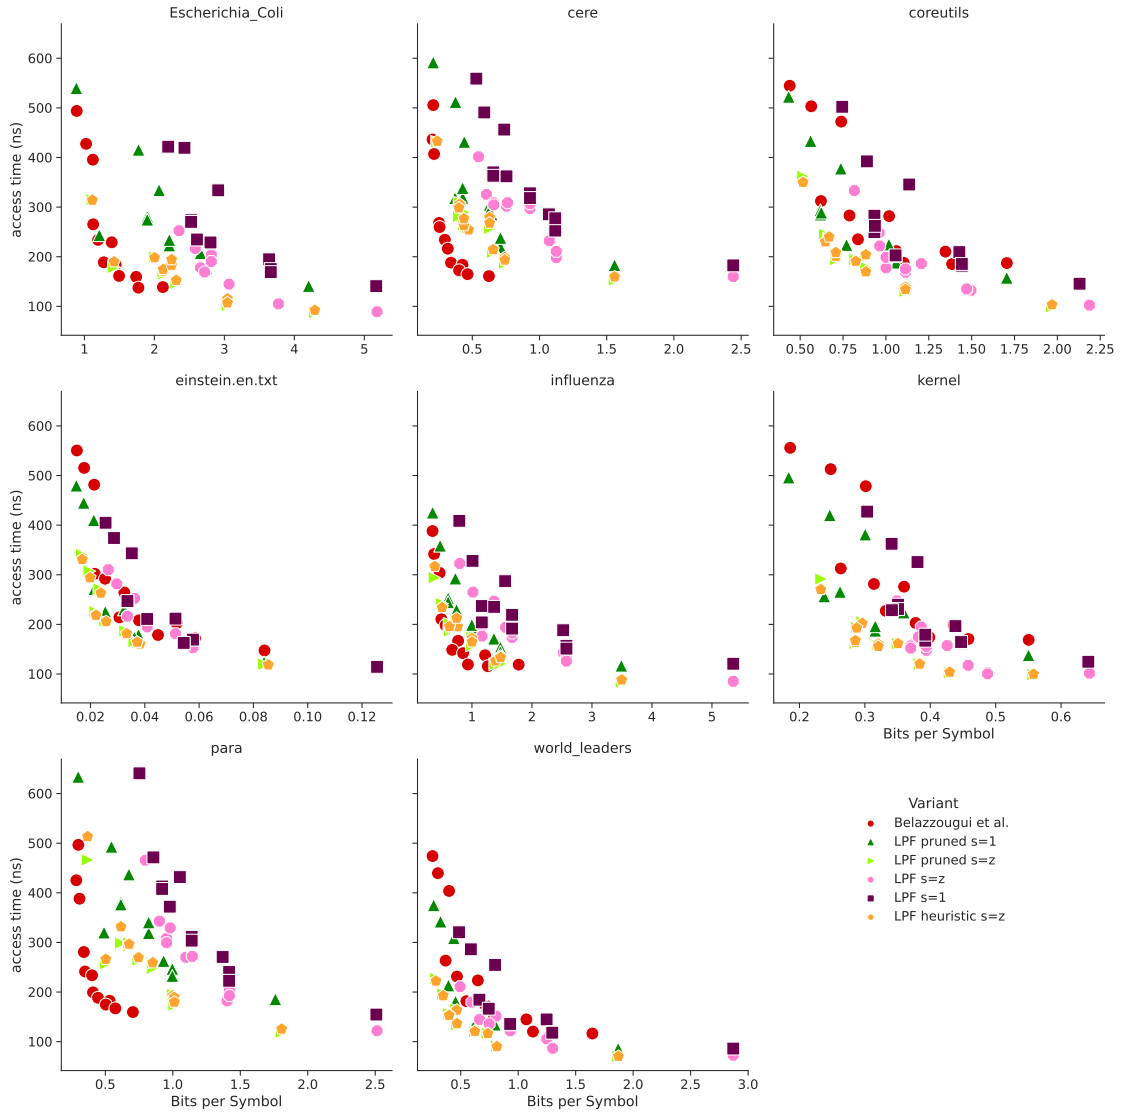 Escherichia_Coli
cere
coreutils
access time (ns)
600
500
400
300
200
100
1 2 3 4 5
0.5 1.0 1.5 2.0 2.5
0.50 0.75 1.00 1.25 1.50 1.75 2.00 2.25
einstein.en.txt
influenza
kernel
access time (ns)
600
500
400
300
200
100
0.02 0.04 0.06 0.08 0.10 0.12
1 2 3 4 5
0.2 0.3 0.4 0.5 0.6
Bits per Symbol
para
world_leaders
access time (ns)
600
500
400
300
200
100
0.5 1.0 1.5 2.0 2.5
Bits per Symbol
0.5 1.0 1.5 2.0 2.5 3.0
Bits per Symbol
Variant
Belazzougui et al.
LPF pruned s=1
LPF pruned s=z
LPF s=z
LPF s=1
LPF heuristic s=z